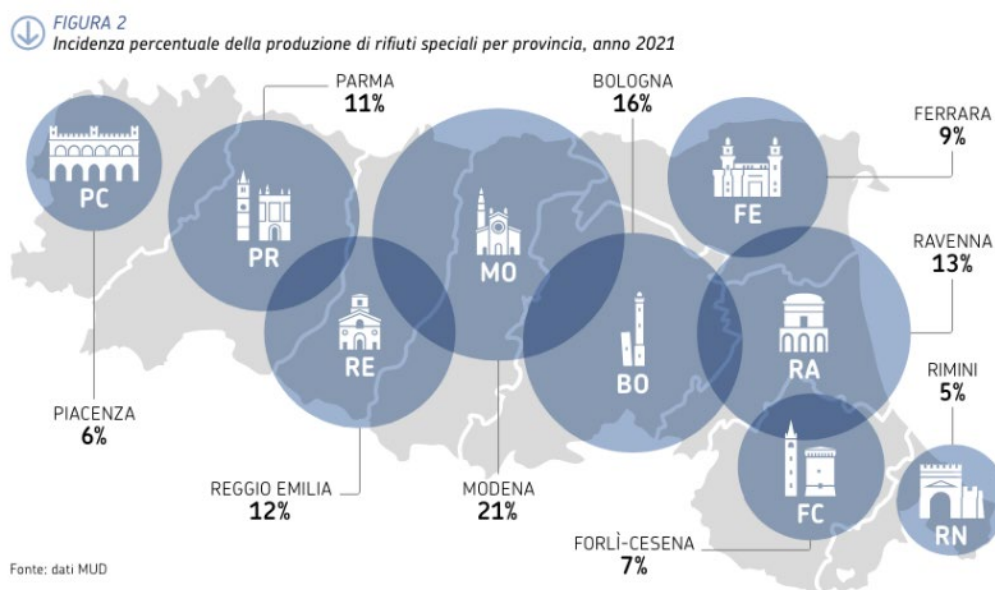 FIGURA 2
Incidenza percentuale della produzione di rifiuti speciali per provincia, anno 2021
PARMA
11%
BOLOGNA
16%
FERRARA
9%
PC
PR
MO
FE
RAVENNA
13%
RE
BO
RA
RIMINI
5%
PIACENZA
6%
REGGIO EMILIA
12%
MODENA
21%
FC
RN
FORLÌ-CESENA
7%
Fonte: dati MUD